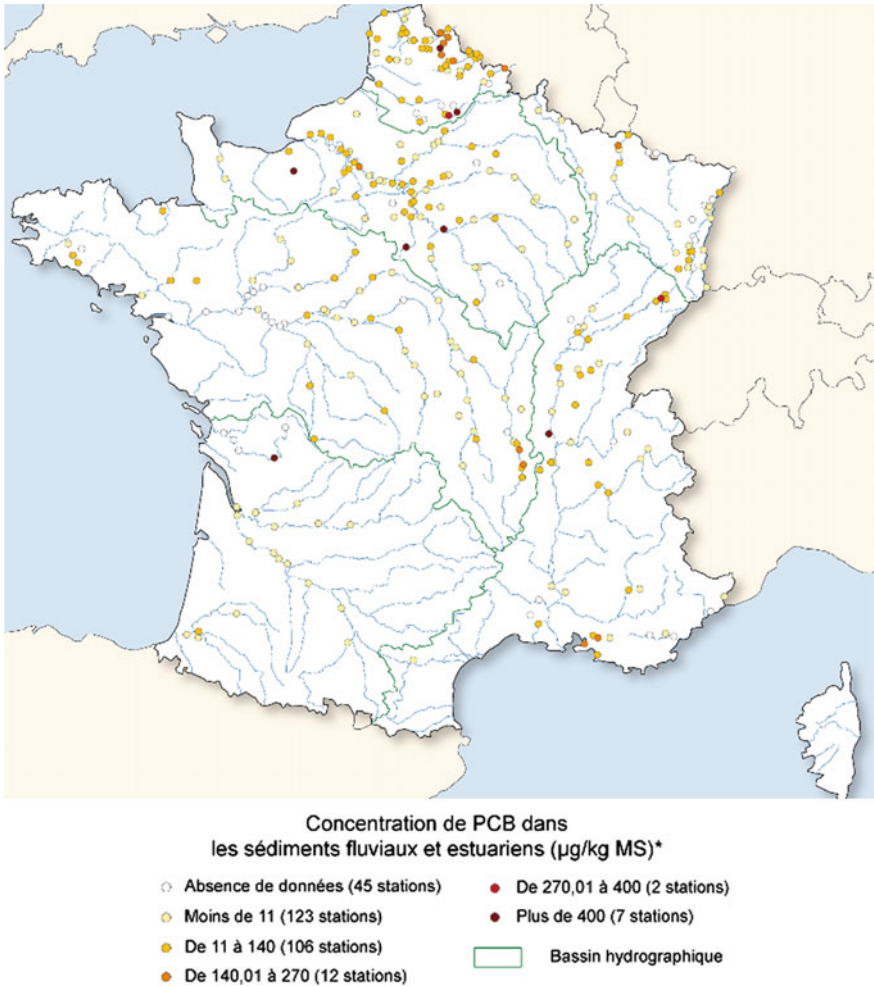 Concentration de PCB dans
les sédiments fluviaux et estuariens (µg/kg MS)*
Absence de données (45 stations)
Moins de 11 (123 stations)
De 11 à 140 (106 stations)
De 140,01 à 270 (12 stations)
De 270,01 à 400 (2 stations)
Plus de 400 (7 stations)
Bassin hydrographique